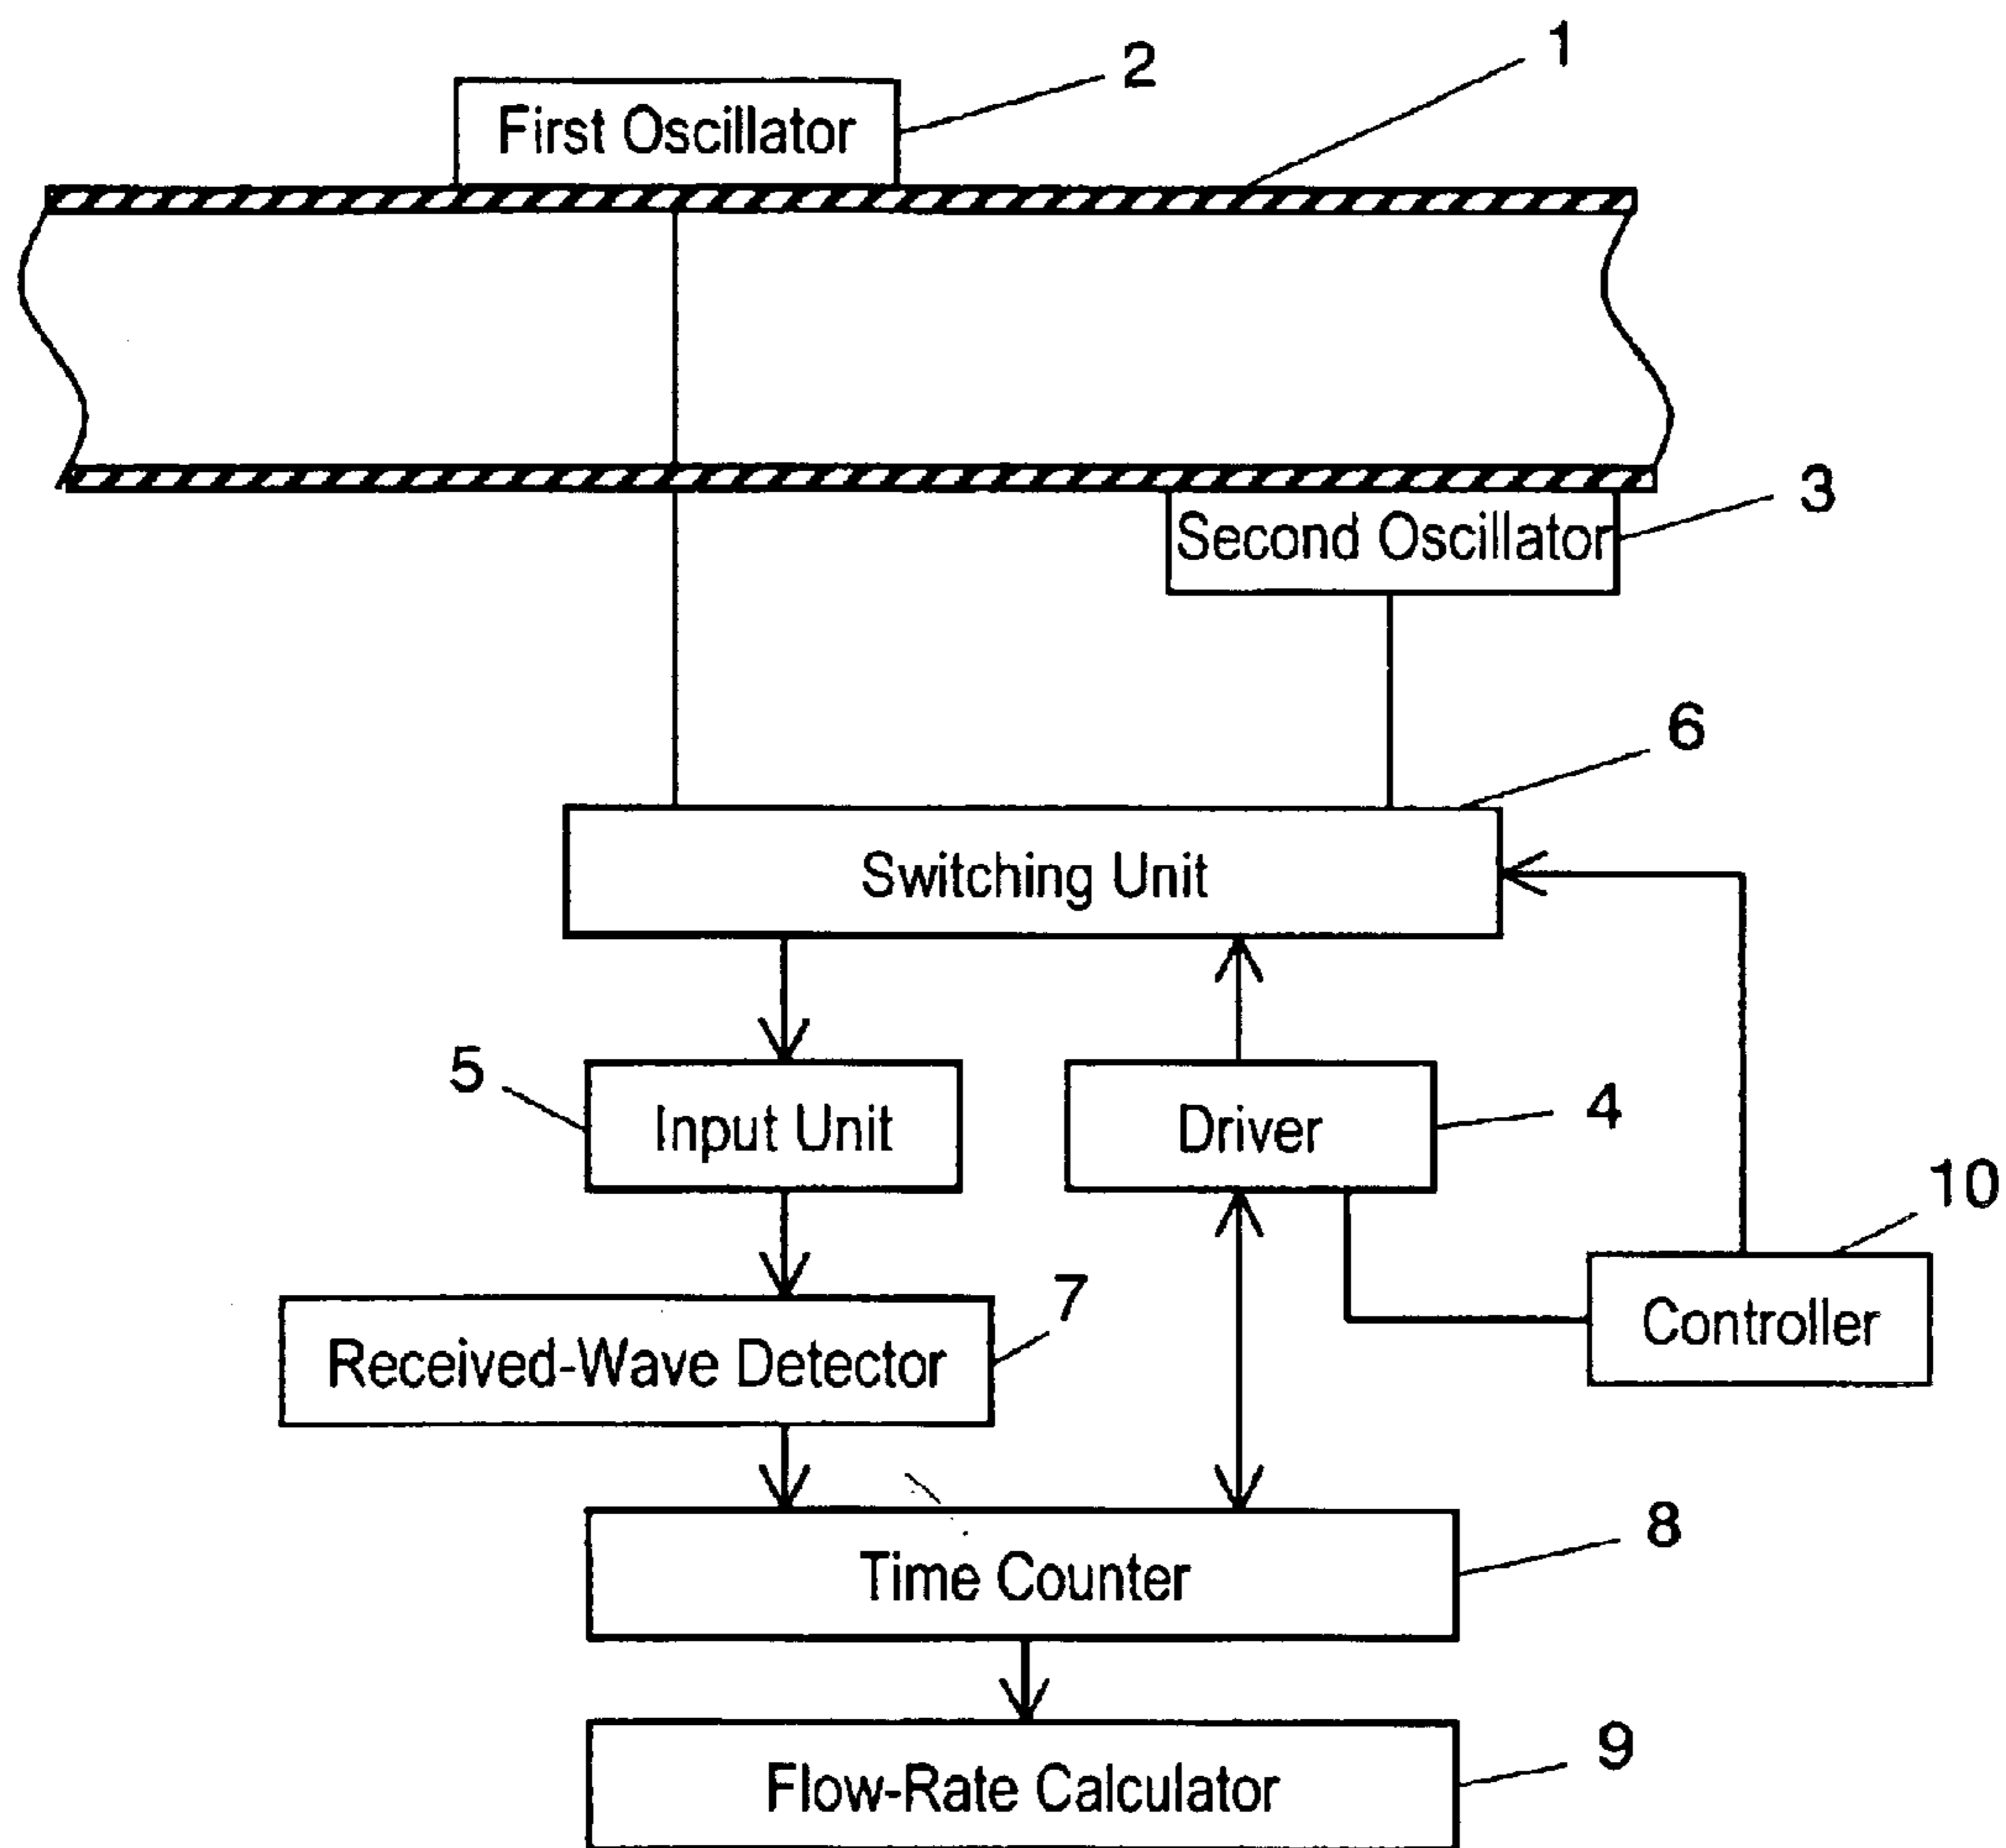 1
2
First Oscillator
3
Second Oscillator
6
Switching Unit
5
Input Unit
4
Driver
10
Controller
7
Received-Wave Detector
8
Time Counter
9
Flow-Rate Calculator